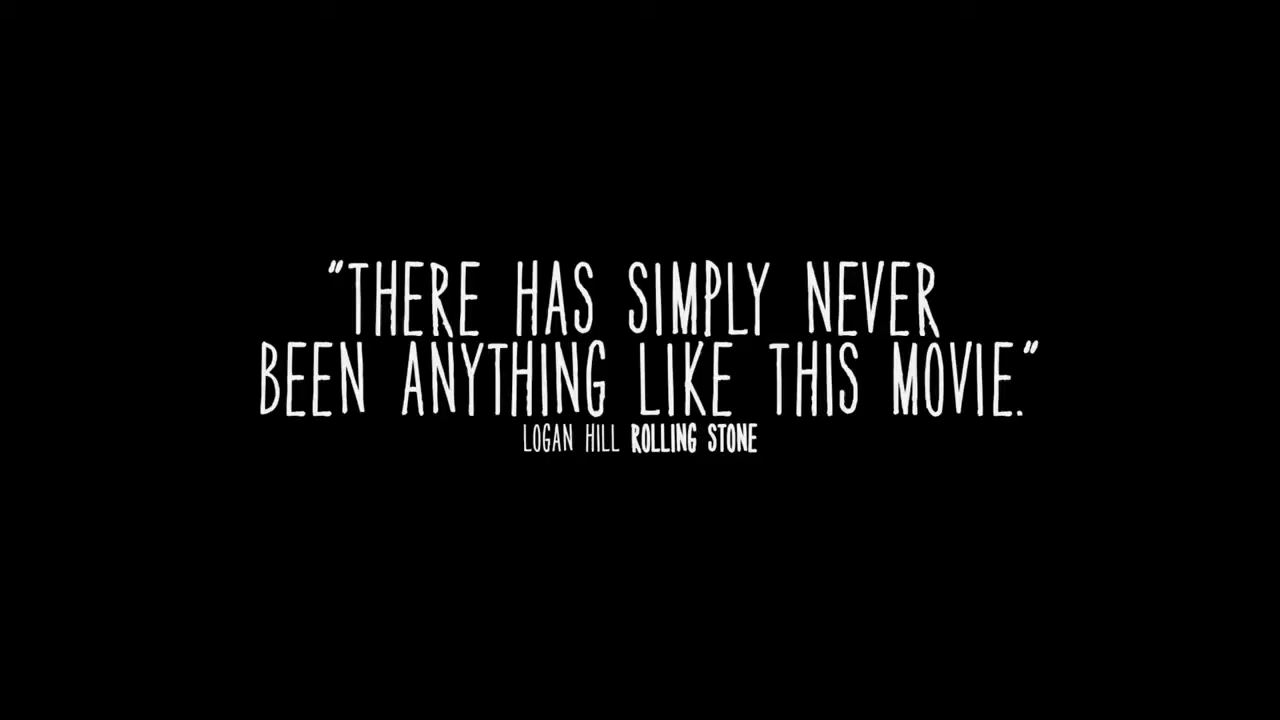 "THERE HAS SIMPLY NEVER
BEEN ANYTHING LIKE THIS MOVIE."
LOGAN HILL ROLLING STONE